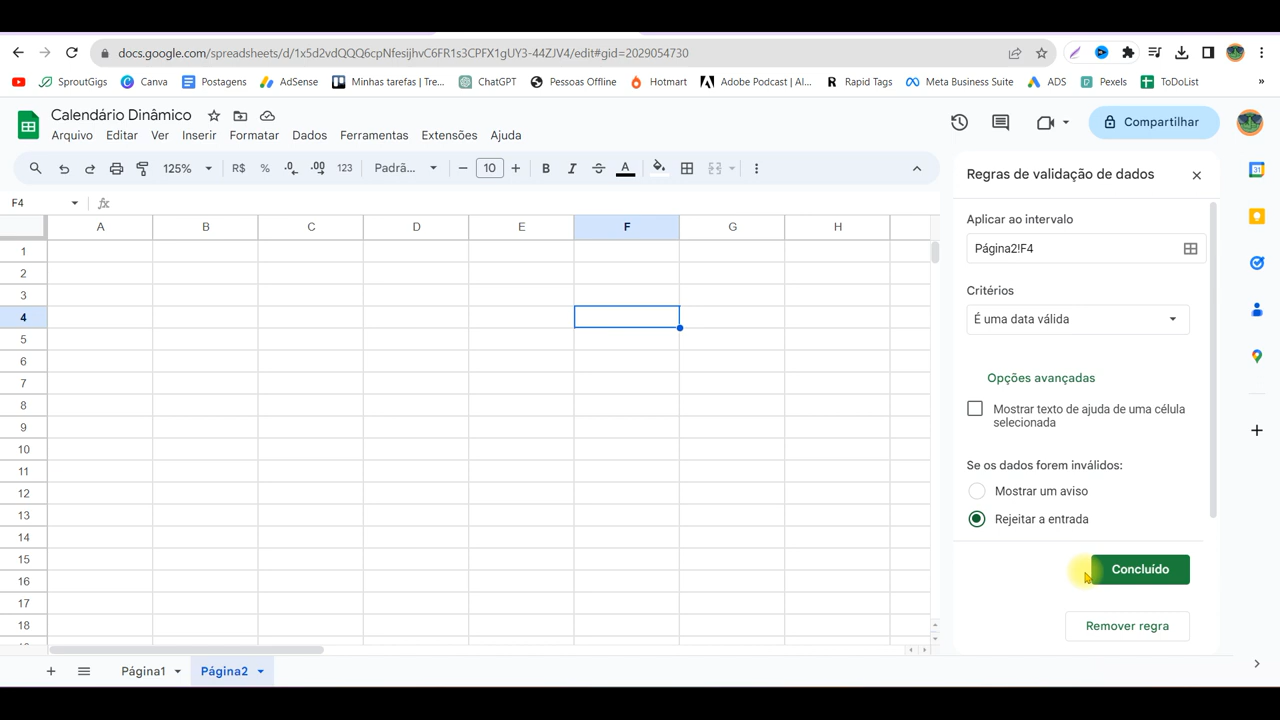 docs.google.com/spreadsheets/d/1x5d2vdQQQ6cpNfesijhvC6FR1s3CPFX1gUY3-44ZJV4/edit#gid=2029054730
SproutGigs Canva Postagens AdSense Minhas tarefas | Tre... ChatGPT Pessoas Offline Hotmart Adobe Podcast | AI... Rapid Tags Meta Business Suite ADS Pexels ToDoList »
Calendário Dinâmico
Arquivo Editar Ver Inserir Formatar Dados Ferramentas Extensões Ajuda
Compartilhar
125% R$ % .0 .00 123 Padrã... 10 B I S A
Regras de validação de dados
31
F4 fx
A B C D E F G H
Aplicar ao intervalo
Página2!F4
1
2
3
4
5
6
7
8
9
10
11
12
13
14
15
16
17
18
Critérios
É uma data válida
Opções avançadas
Mostrar texto de ajuda de uma célula
selecionada
Se os dados forem inválidos:
Mostrar um aviso
Rejeitar a entrada
Concluído
Remover regra
Página1 Página2